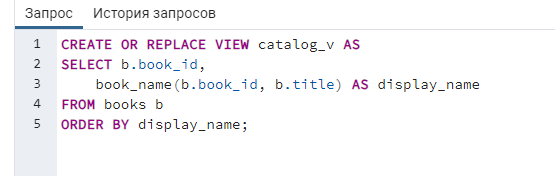 Запрос История запросов
1 CREATE OR REPLACE VIEW catalog_v AS
2 SELECT b.book_id,
3 book_name(b.book_id, b.title) AS display_name
4 FROM books b
5 ORDER BY display_name;